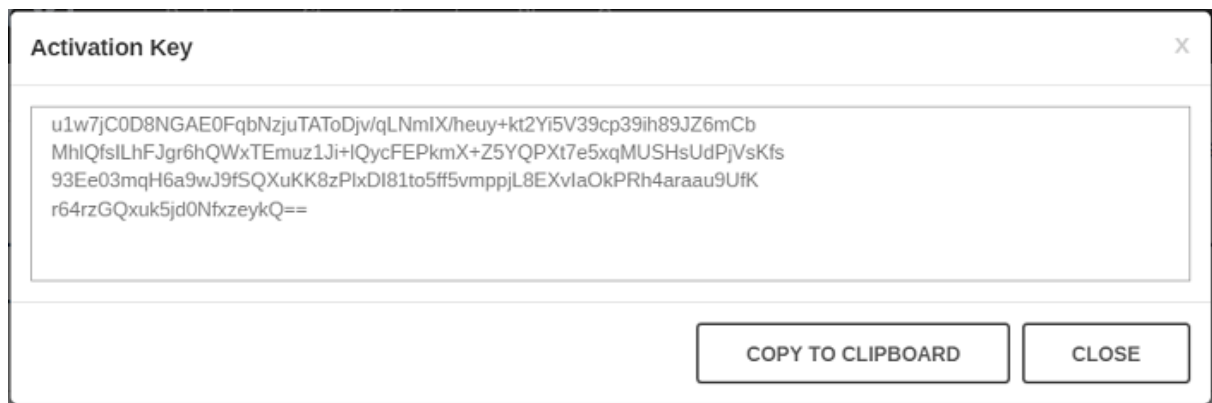 Activation Key
X
u1w7jC0D8NGAE0FqbNzjuTAToDjv/qLNmIX/heuy+kt2Yi5V39cp39ih89JZ6mCb
MhlQfsILhFJgr6hQWxTEmuz1Ji+lQycFEPkmX+Z5YQPXt7e5xqMUSHsUdPjVsKfs
93Ee03mqH6a9wJ9fSQXuKK8zPlxDI81to5ff5vmppjL8EXvIaOkPRh4araau9UfK
r64rzGQxuk5jd0NfxzeykQ==
COPY TO CLIPBOARD
CLOSE